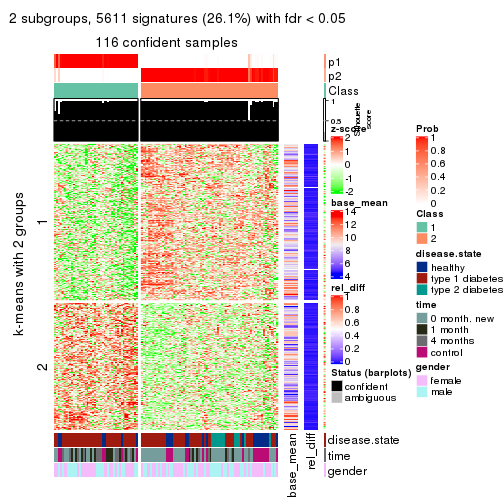 2 subgroups, 5611 signatures (26.1%) with fdr < 0.05
116 confident samples
p1
p2
Class
1
0.5
Silhouette
score
k-means with 2 groups
1
2
z-score
2
1
0
-1
-2
base_mean
14
12
10
8
6
4
rel_diff
1
0.8
0.6
0.4
0.2
0
Status (barplots)
confident
ambiguous
Prob
1
0.8
0.6
0.4
0.2
0
Class
1
2
disease.state
healthy
type 1 diabetes
type 2 diabetes
time
0 month. new
1 month
4 months
control
gender
female
male
disease.state
time
gender
base_mean
rel_diff